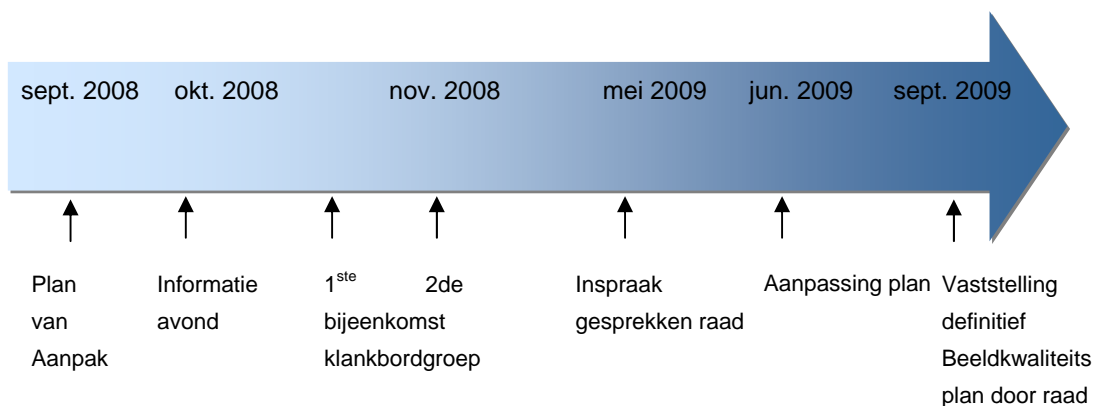 sept. 2008 okt. 2008 nov. 2008 mei 2009 jun. 2009 sept. 2009
Plan
van
Aanpak
Informatie
avond
1ste 2de
bijeenkomst
klankbordgroep
Inspraak
gesprekken raad
Aanpassing plan
Vaststelling
definitief
Beeldkwaliteits
plan door raad